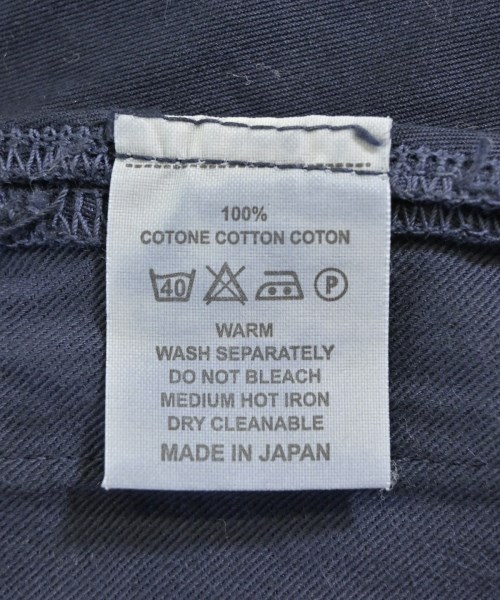 100%
COTONE COTTON COTON
40 P
WARM
WASH SEPARATELY
DO NOT BLEACH
MEDIUM HOT IRON
DRY CLEANABLE
MADE IN JAPAN